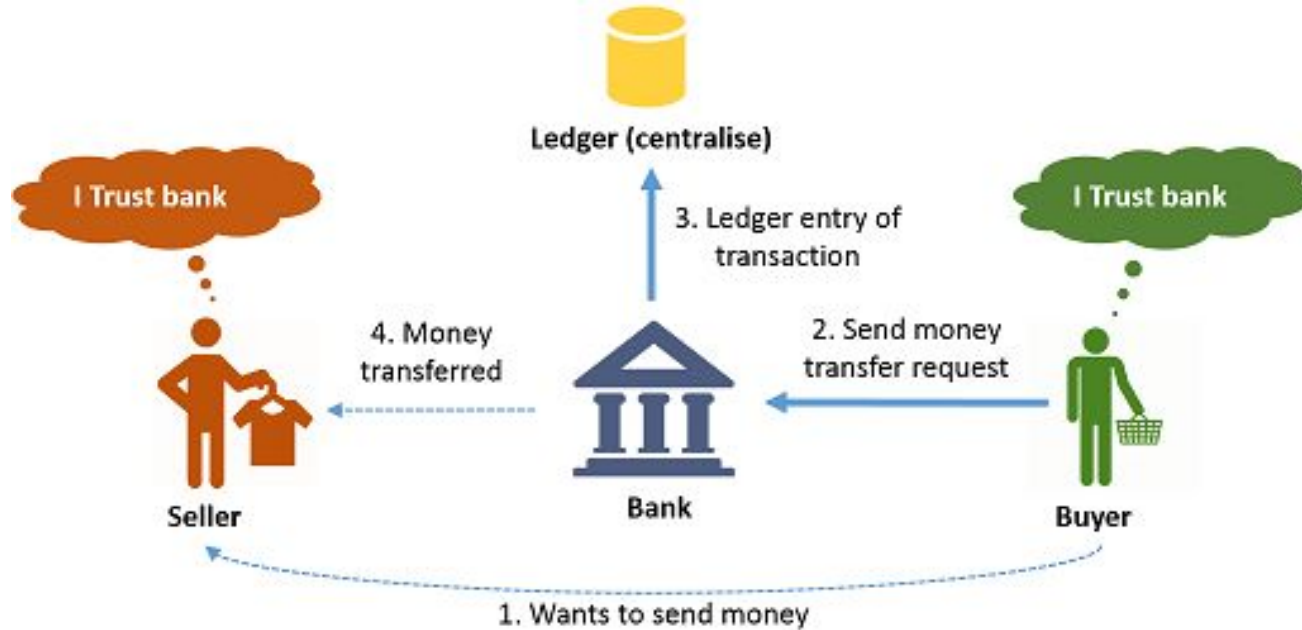 Ledger (centralise)
I Trust bank
I Trust bank
3. Ledger entry of
transaction
4. Money
transferred
2. Send money
transfer request
Seller
Bank
Buyer
1. Wants to send money